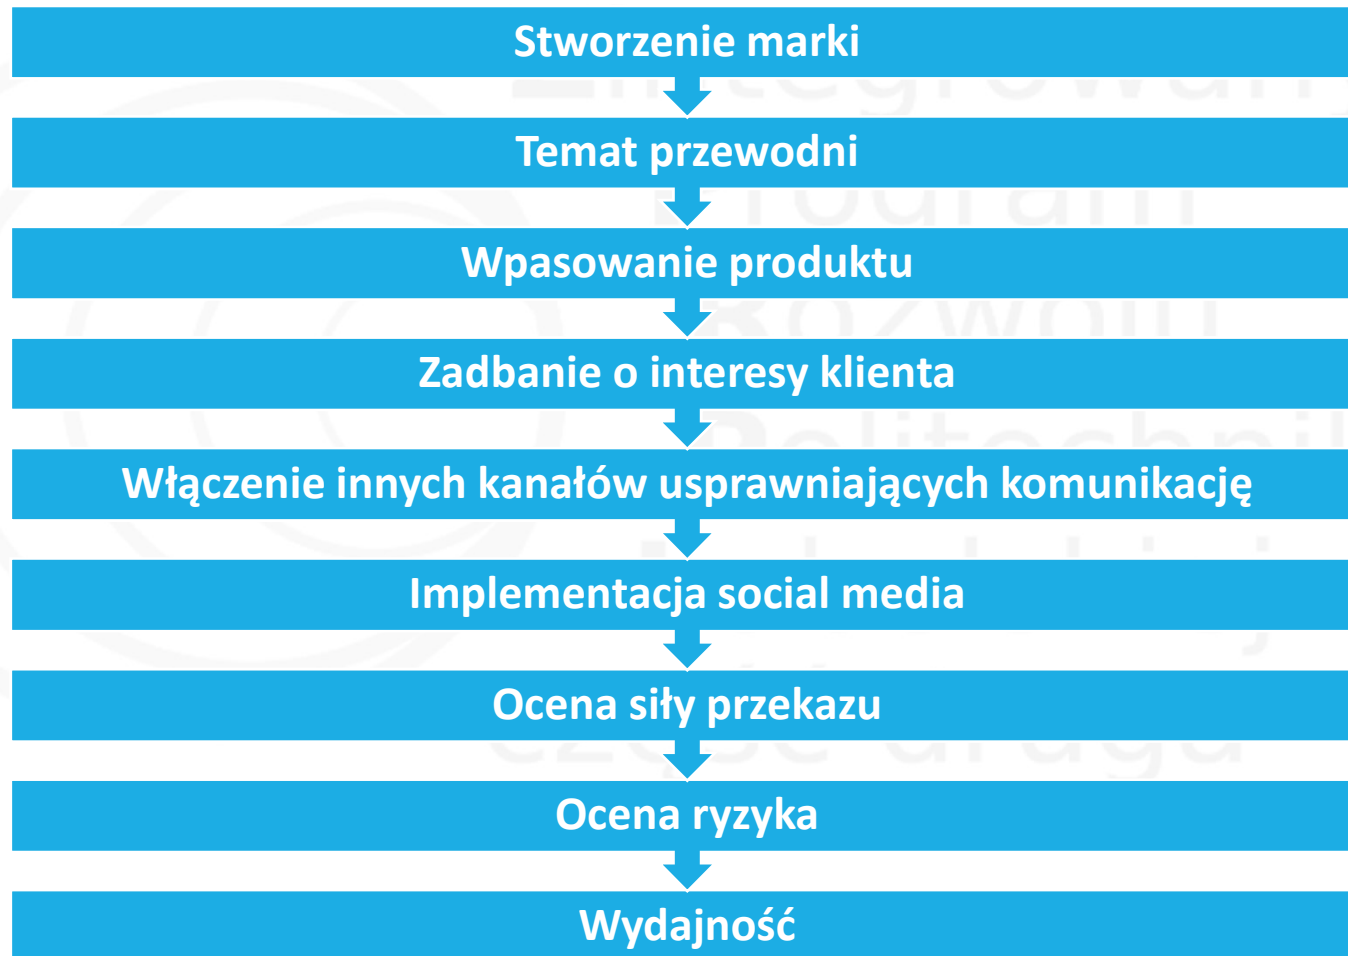 Stworzenie marki
Temat przewodni
Wpasowanie produktu
Zadbanie o interesy klienta
Włączenie innych kanałów usprawniających komunikację
Implementacja social media
Ocena siły przekazu
Ocena ryzyka
Wydajność